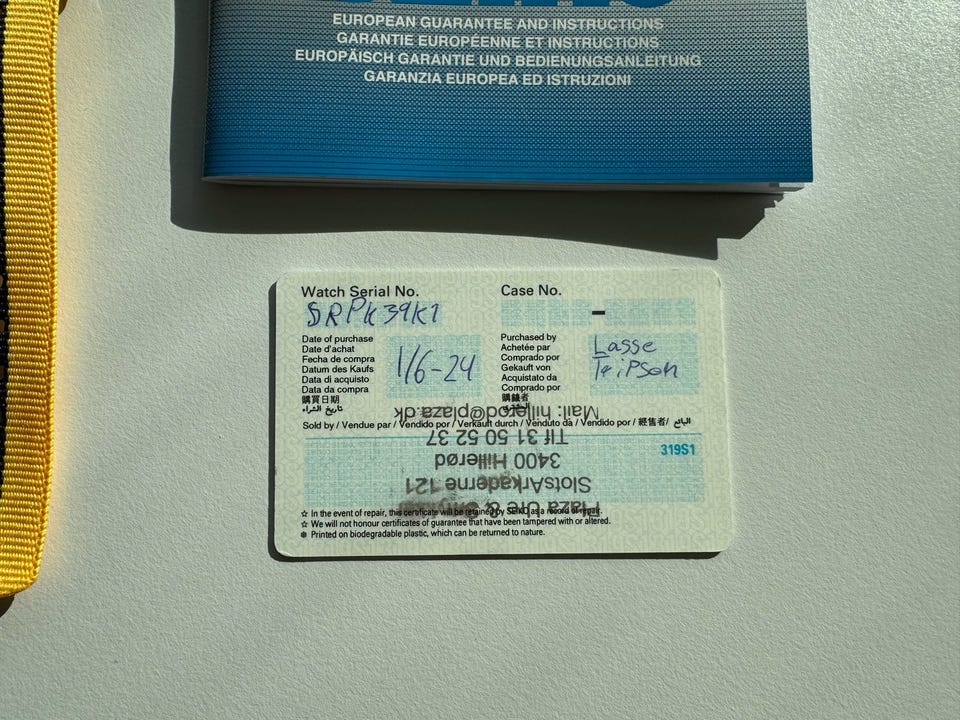 EUROPEAN GUARANTEE AND INSTRUCTIONS
GARANTIE EUROPÉENNE ET INSTRUCTIONS
EUROPÄISCH GARANTIE UND BEDIENUNGSANLEITUNG
GARANZIA EUROPEA ED ISTRUZIONI
Watch Serial No.
SRPK39K1
Case No.
-
Date of purchase
Date d'achat
Fecha de compra
Datum des Kaufs
Data di acquisto
Data da compra
購買日期
تاريخ الشراء
1/6-24
Purchased by
Achetée par
Comprado por
Gekauft von
Acquistato da
Comprado por
購錶者
Lasse
Sold by / Vendue par / Vendido por / Verkauft durch / Venduto da / Vendido por / 經售者/ البائع
319S1
Plaza Ure &
SlotsArkaderne 121
3400 Hillerød
Tlf 31 50 52 37
Mail: hillerod@plaza.dk
☆ In the event of repair, this certificate will be retained by SEIKO as a record of repair.
☆ We will not honour certificates of guarantee that have been tampered with or altered.
Printed on biodegradable plastic, which can be returned to nature.